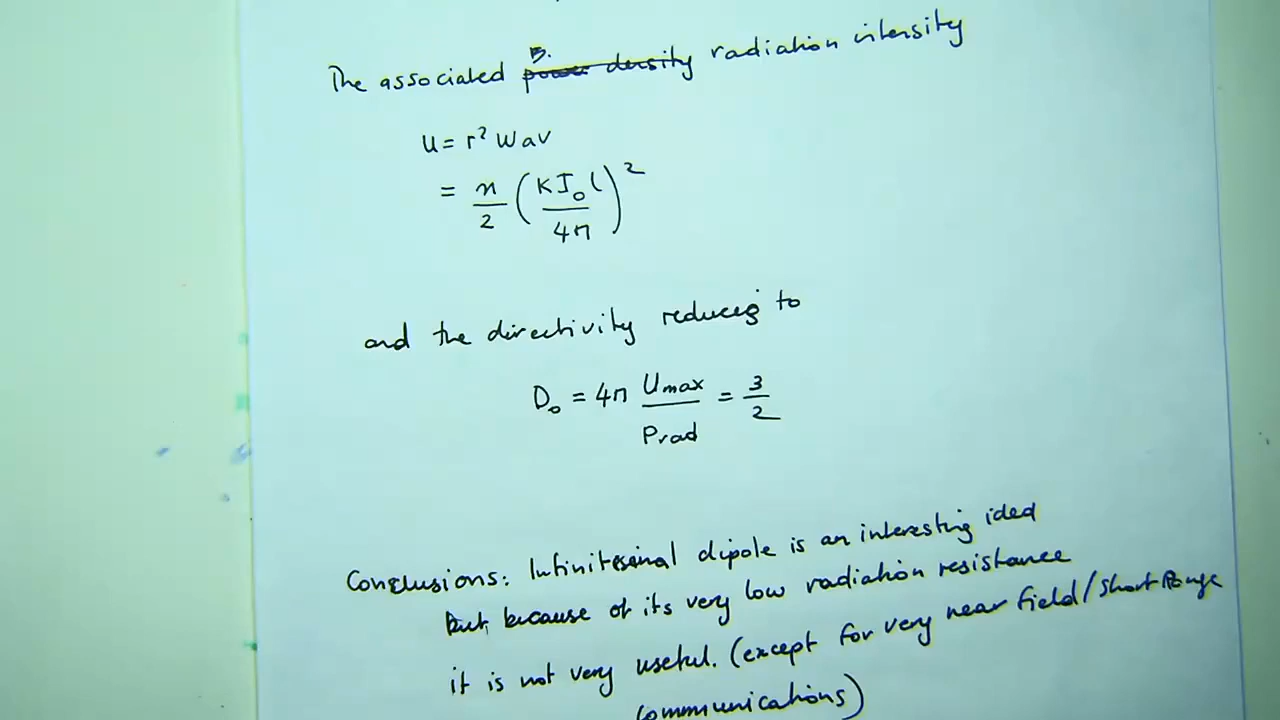 The associated power density radiation intensity
U = r² Wav
= n/2 (KI₀l/4π)²
and the directivity reduces to
D₀ = 4π Umax/Prad = 3/2
Conclusions: Infinitesimal dipole is an interesting idea
But, because of its very low radiation resistance
it is not very useful. (except for very near field/short Range
communications)